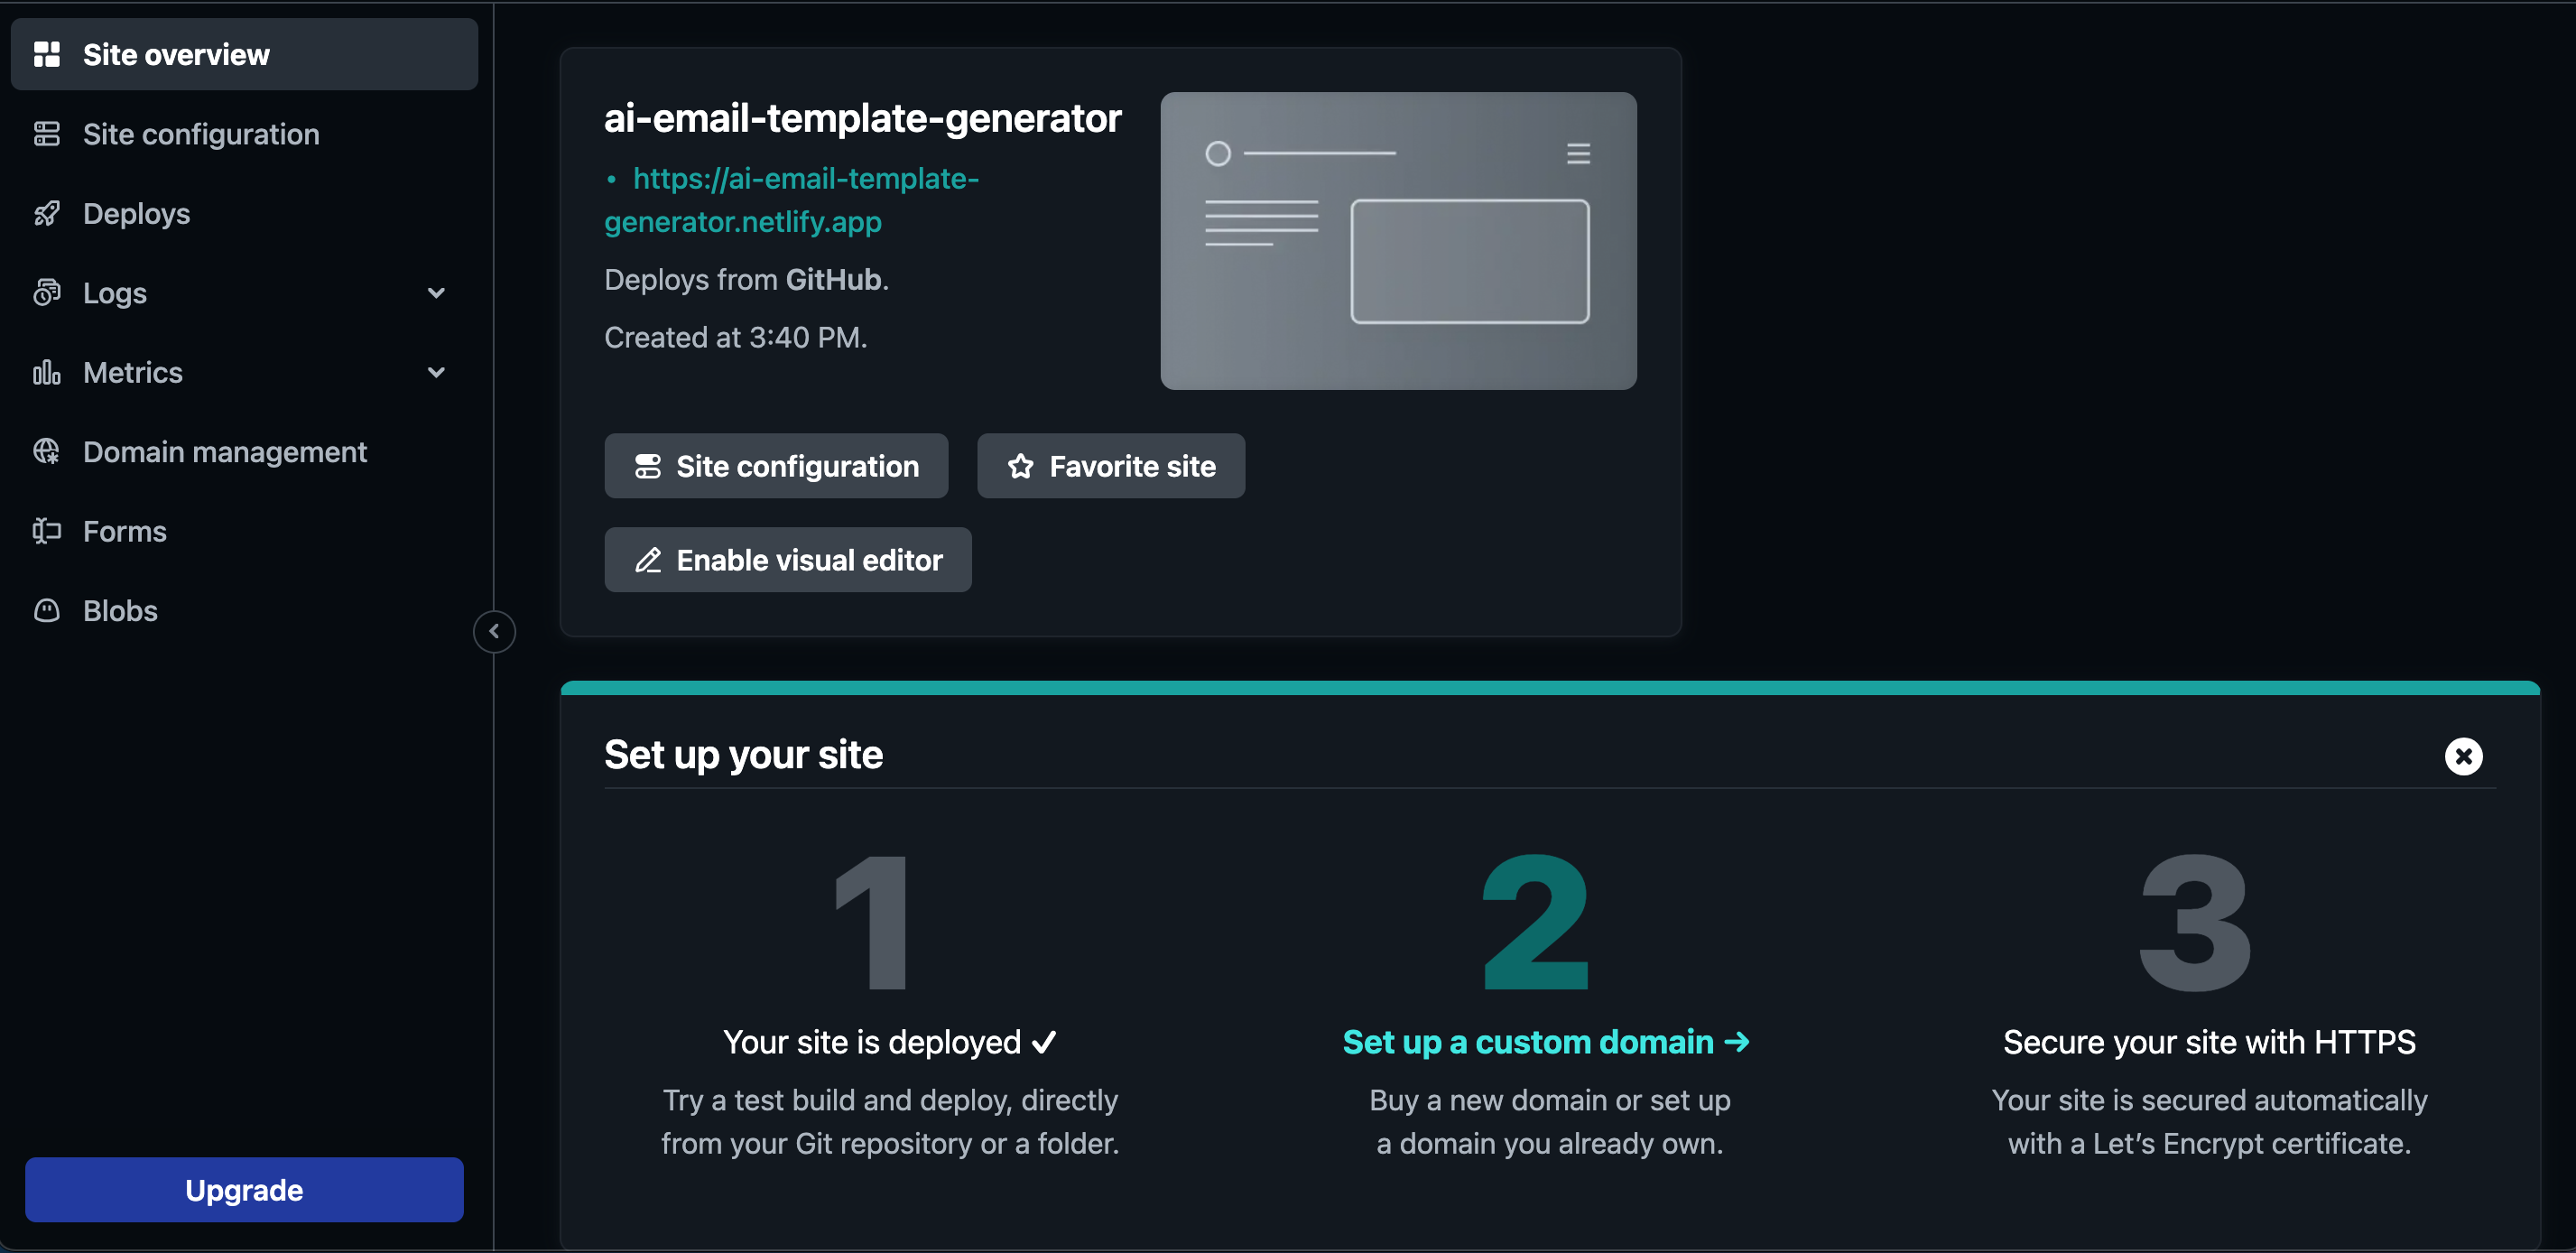 Site overview
Site configuration
Deploys
Logs
Metrics
Domain management
Forms
Blobs
Upgrade
ai-email-template-generator
• https://ai-email-template-
generator.netlify.app
Deploys from GitHub.
Created at 3:40 PM.
Site configuration
Favorite site
Enable visual editor
Set up your site
1
Your site is deployed ✔
Try a test build and deploy, directly
from your Git repository or a folder.
2
Set up a custom domain →
Buy a new domain or set up
a domain you already own.
3
Secure your site with HTTPS
Your site is secured automatically
with a Let’s Encrypt certificate.